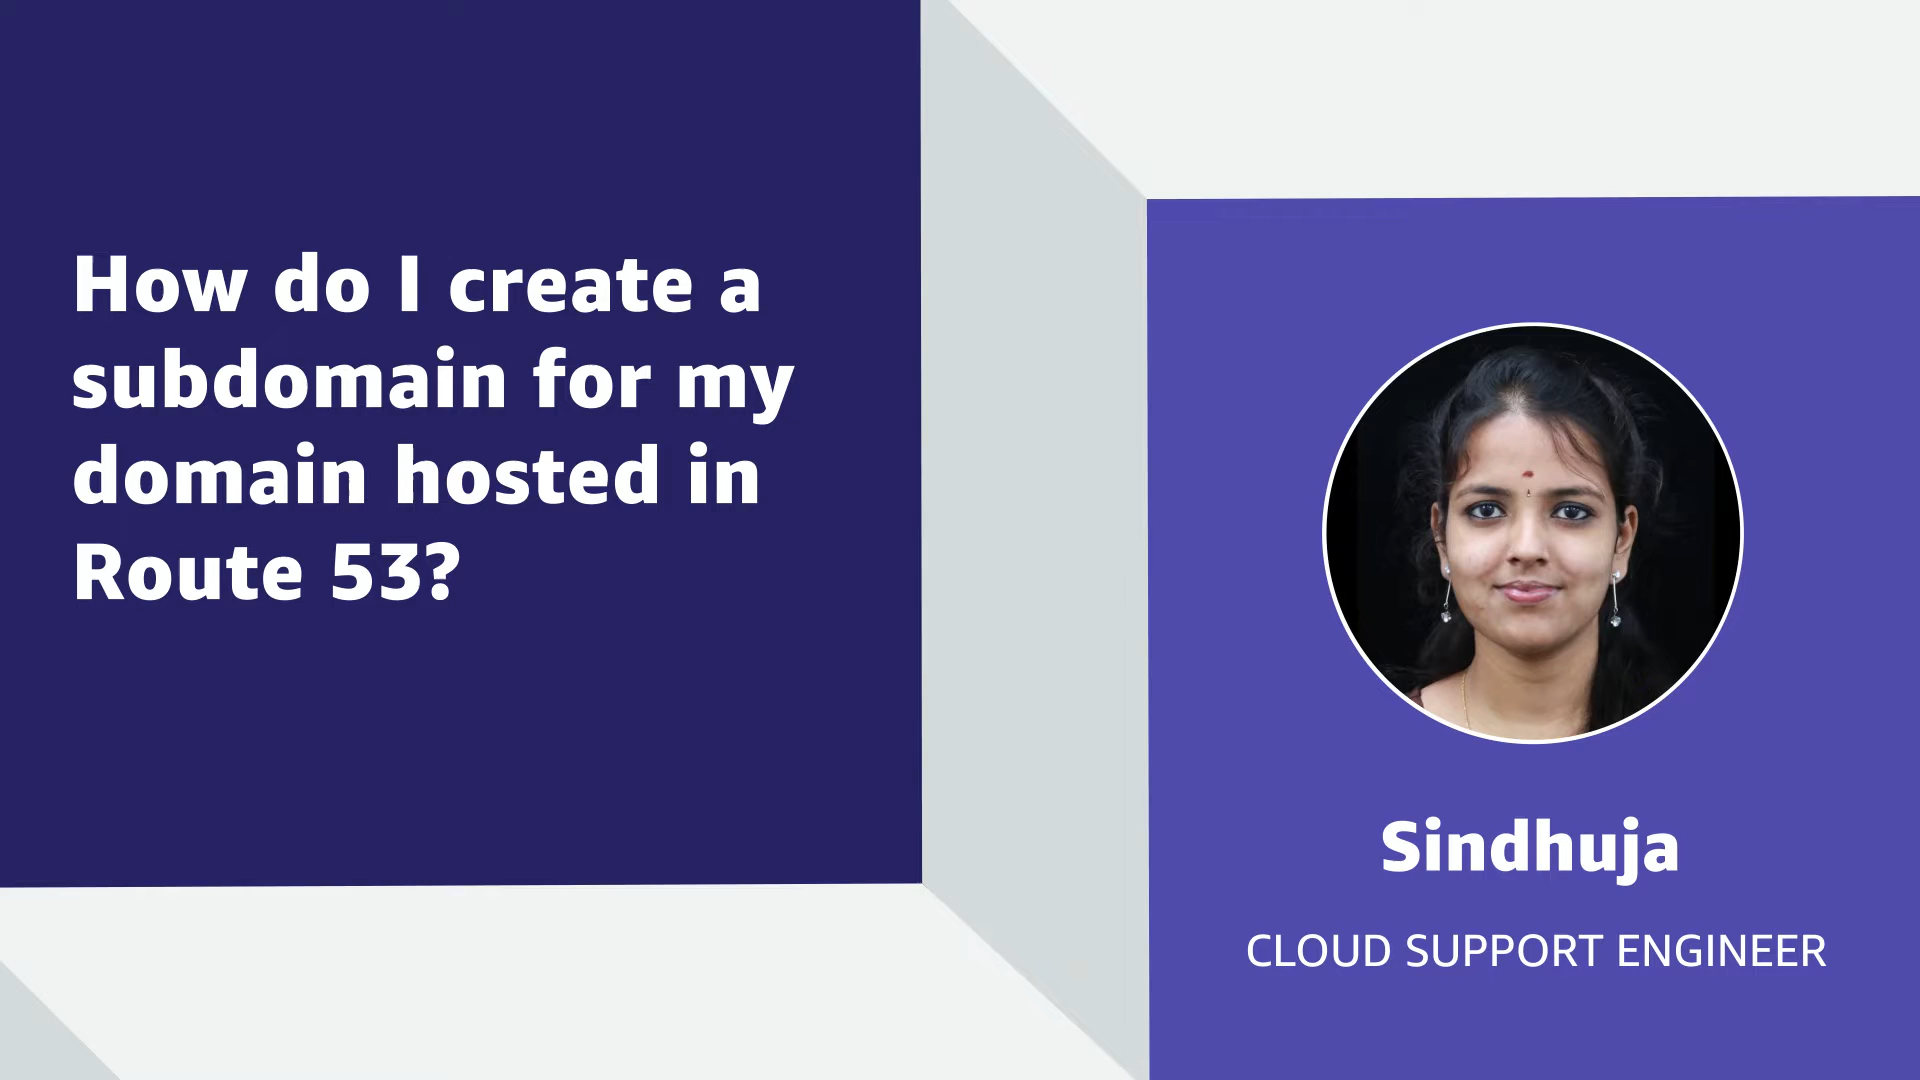 How do I create a
subdomain for my
domain hosted in
Route 53?
Sindhuja
CLOUD SUPPORT ENGINEER